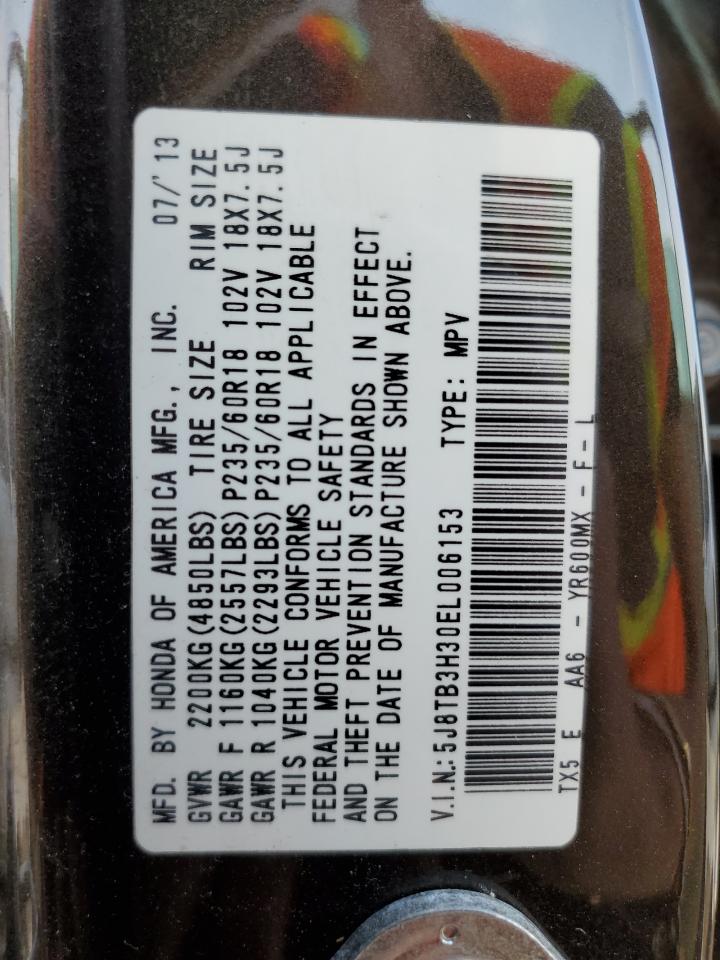 MFD. BY HONDA OF AMERICA MFG., INC. 07/'13
GVWR 2200KG(4850LBS) TIRE SIZE RIM SIZE
GAWR F 1160KG(2557LBS)P235/60R18 102V 18X7.5J
GAWR R 1040KG(2293LBS)P235/60R18 102V 18X7.5J
THIS VEHICLE CONFORMS TO ALL APPLICABLE
FEDERAL MOTOR VEHICLE SAFETY
AND THEFT PREVENTION STANDARDS IN EFFECT
ON THE DATE OF MANUFACTURE SHOWN ABOVE.
V.I.N.:5J8TB3H30EL006153 TYPE: MPV
TX5 E AA6 - YR600MX - F - L